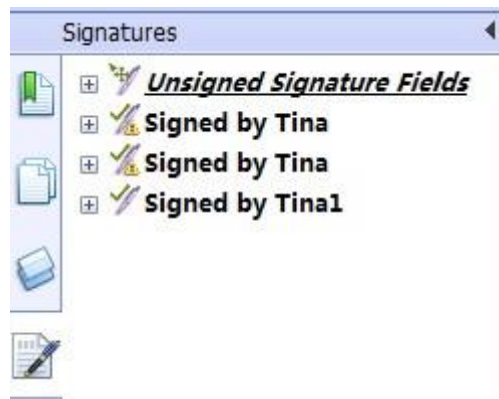 Signatures
Unsigned Signature Fields
Signed by Tina
Signed by Tina
Signed by Tina1